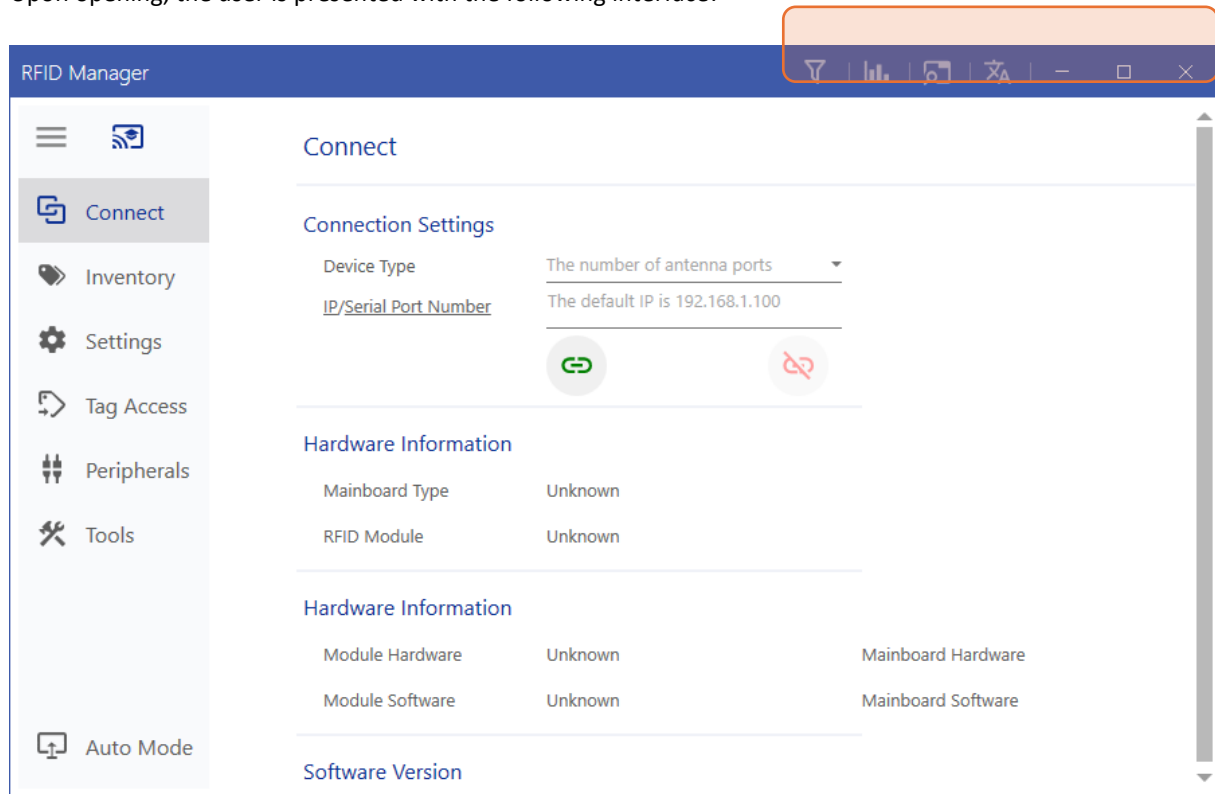 Upon opening, the user is presented with the following interface:
RFID Manager
Connect
Connect
Connection Settings
Device Type The number of antenna ports
IP/Serial Port Number The default IP is 192.168.1.100
Inventory
Settings
Tag Access
Peripherals
Tools
Auto Mode
Hardware Information
Mainboard Type Unknown
RFID Module Unknown
Hardware Information
Module Hardware Unknown Mainboard Hardware
Module Software Unknown Mainboard Software
Software Version